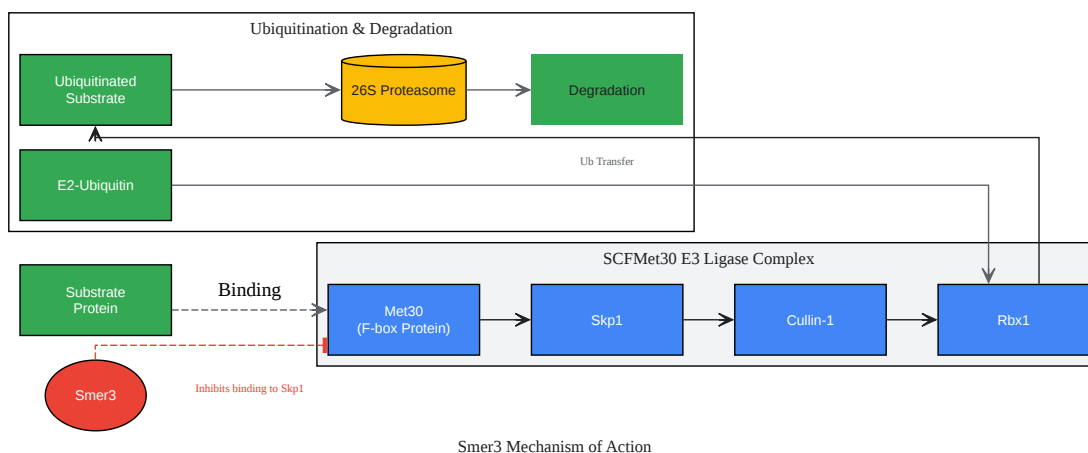 Ubiquitination & Degradation
Ubiquitinated
Substrate
26S Proteasome
Degradation
Ub Transfer
E2-Ubiquitin
SCFMet30 E3 Ligase Complex
Substrate
Protein
Binding
Met30
(F-box Protein)
Skp1
Cullin-1
Rbx1
Smer3
Inhibits binding to Skp1
Smer3 Mechanism of Action